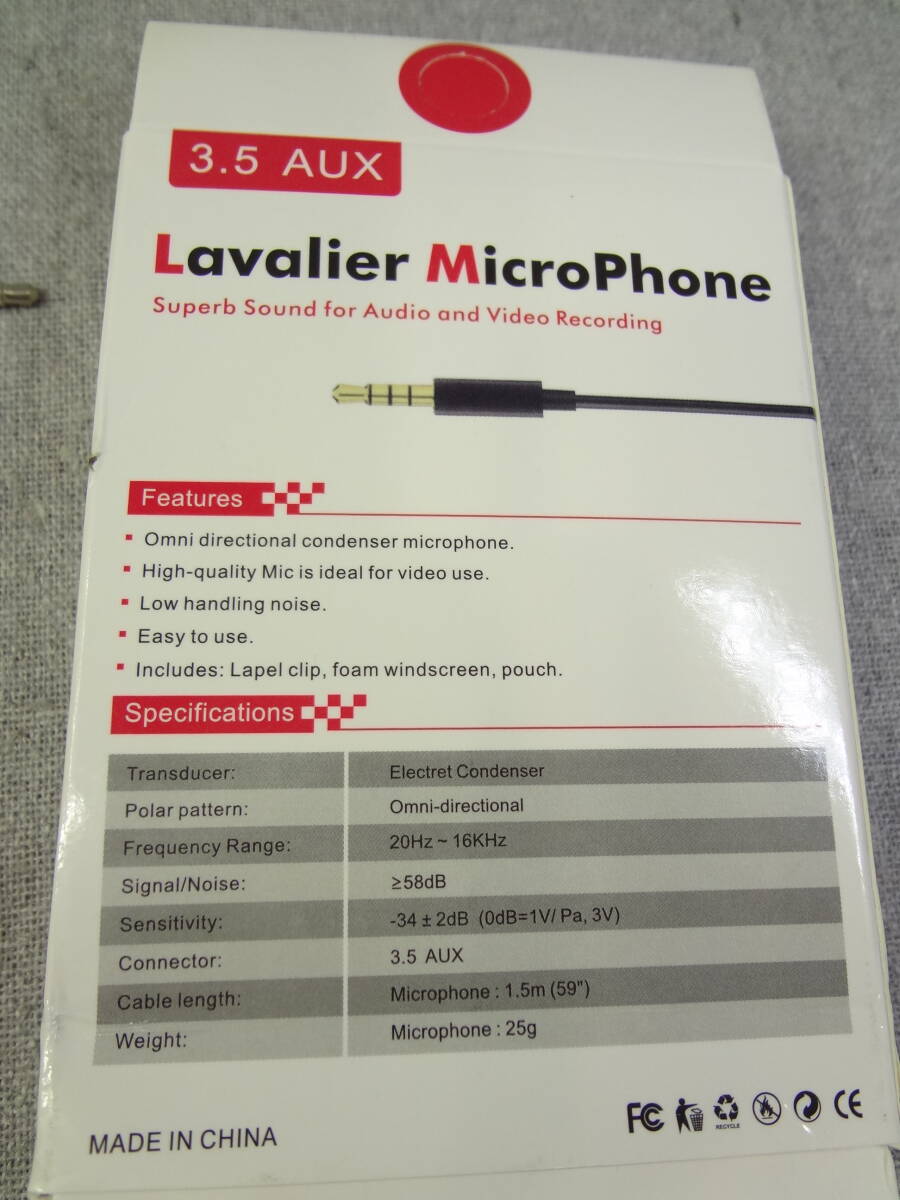 3.5 AUX
Lavalier MicroPhone
Superb Sound for Audio and Video Recording
Features
Omni directional condenser microphone.
High-quality Mic is ideal for video use.
Low handling noise.
Easy to use.
Includes: Lapel clip, foam windscreen, pouch.
Specifications
Transducer: Electret Condenser
Polar pattern: Omni-directional
Frequency Range: 20Hz ~ 16KHz
Signal/Noise: ≥58dB
Sensitivity: -34 ± 2dB (0dB=1V/ Pa, 3V)
Connector: 3.5 AUX
Cable length: Microphone : 1.5m (59")
Weight: Microphone : 25g
FC RECYCLE CE
MADE IN CHINA